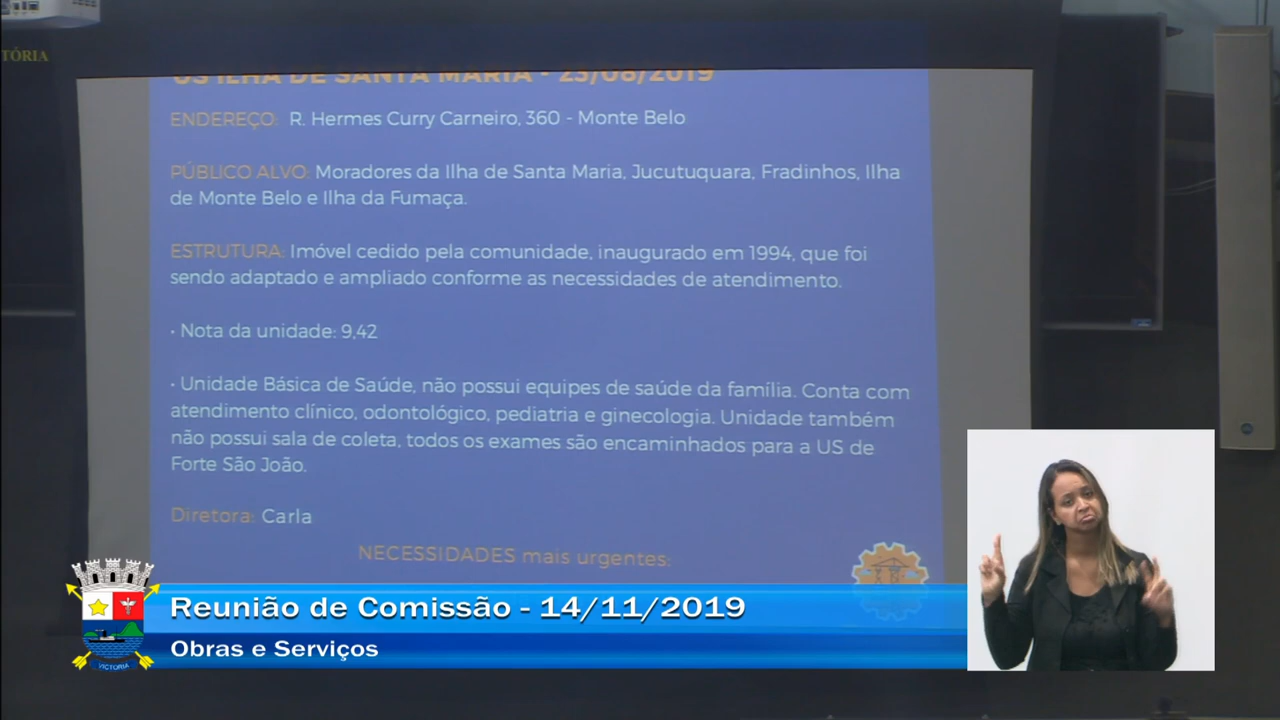 TÓRIA
US ILHA DE SANTA MARIA - 23/08/2019
ENDEREÇO: R. Hermes Curry Carneiro, 360 - Monte Belo
PÚBLICO ALVO: Moradores da Ilha de Santa Maria, Jucutuquara, Fradinhos, Ilha
de Monte Belo e Ilha da Fumaça.
ESTRUTURA: Imóvel cedido pela comunidade, inaugurado em 1994, que foi
sendo adaptado e ampliado conforme as necessidades de atendimento.
• Nota da unidade: 9,42
• Unidade Básica de Saúde, não possui equipes de saúde da família. Conta com
atendimento clínico, odontológico, pediatria e ginecologia. Unidade também
não possui sala de coleta, todos os exames são encaminhados para a US de
Forte São João.
Diretora: Carla
NECESSIDADES mais urgentes:
Reunião de Comissão - 14/11/2019
Obras e Serviços
VICTORIA